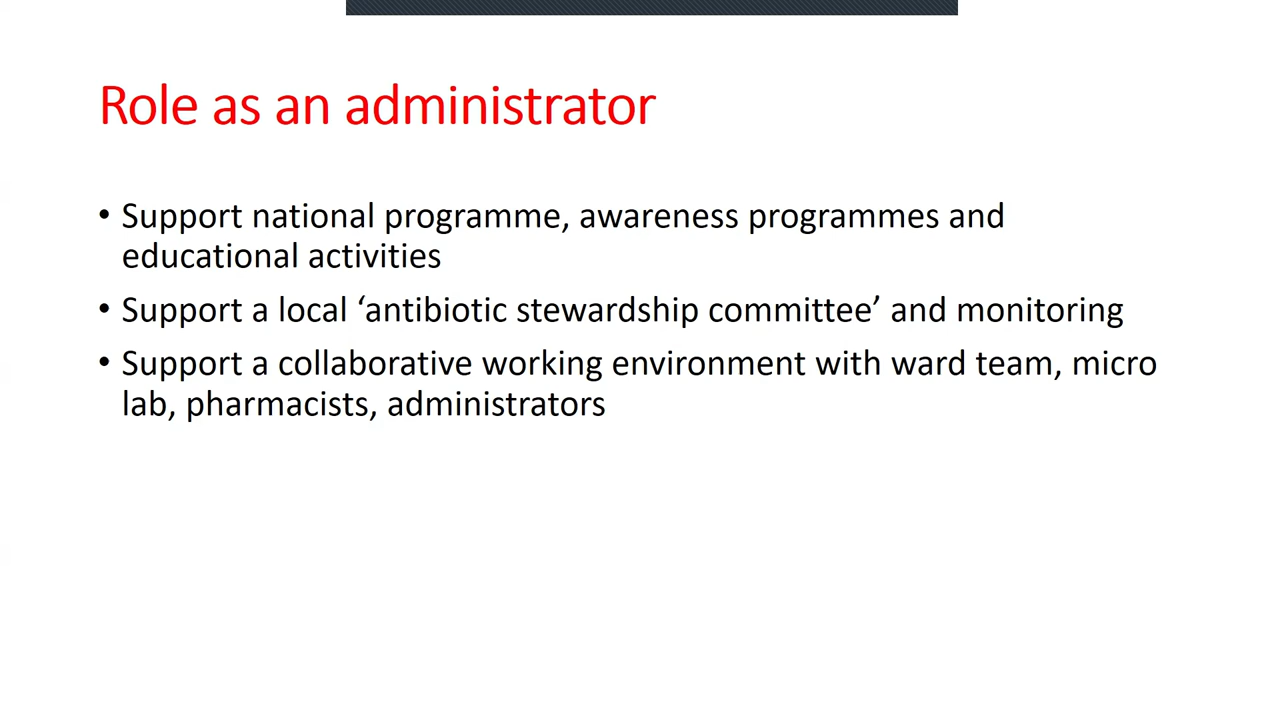 Role as an administrator
• Support national programme, awareness programmes and
educational activities
• Support a local ‘antibiotic stewardship committee’ and monitoring
• Support a collaborative working environment with ward team, micro
lab, pharmacists, administrators